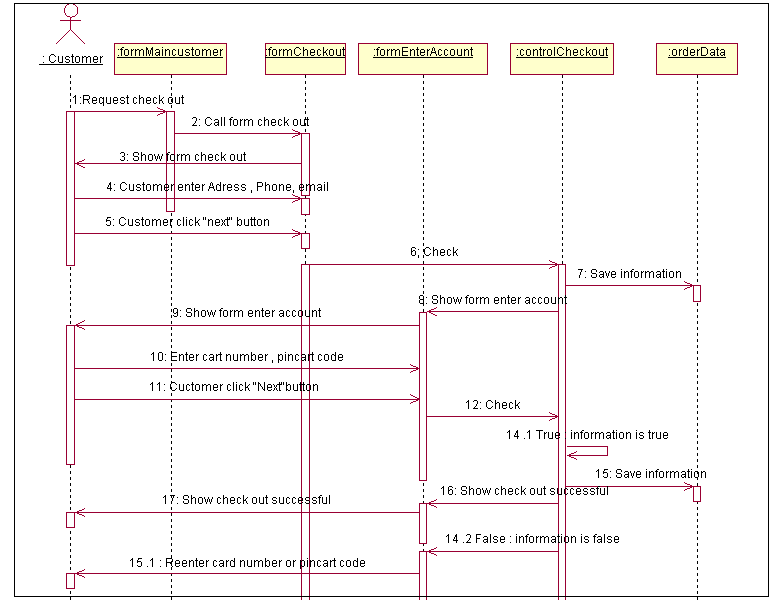 : Customer
:formMaincustomer
:formCheckout
:formEnterAccount
:controlCheckout
:orderData
1:Request check out
2: Call form check out
3: Show form check out
4: Customer enter Adress , Phone, email
5: Customer click "next" button
6; Check
7: Save information
8: Show form enter account
9: Show form enter account
10: Enter cart number , pincart code
11: Cuctomer click "Next"button
12: Check
14 .1 True : information is true
15: Save information
16: Show check out successful
17: Show check out successful
14 .2 False : information is false
15 .1 : Reenter card number or pincart code